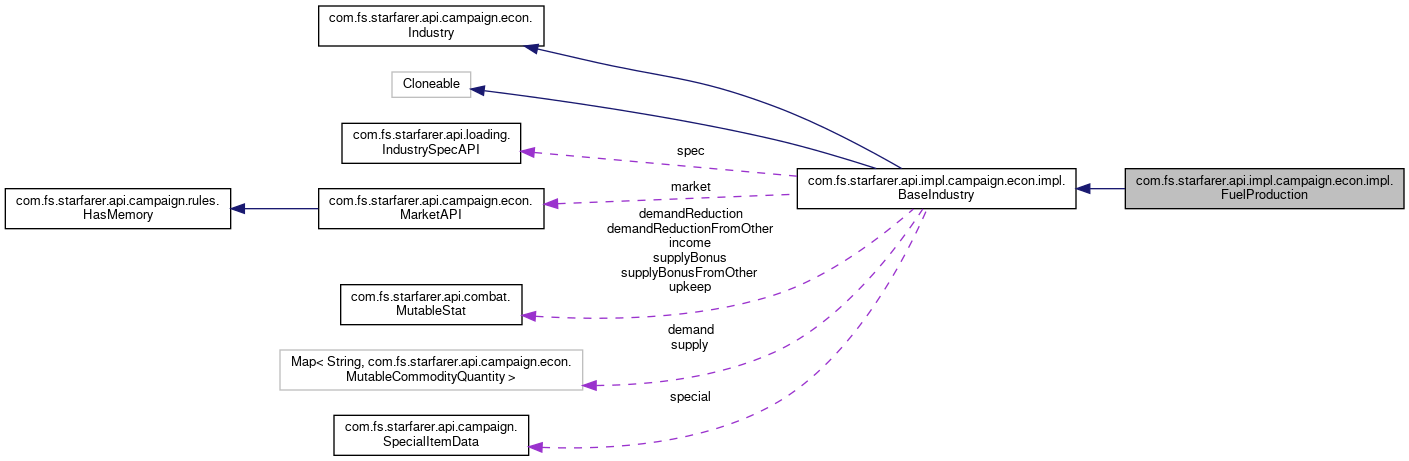 com.fs.starfarer.api.campaign.econ.
Industry
Cloneable
com.fs.starfarer.api.loading.
IndustrySpecAPI
spec
com.fs.starfarer.api.impl.campaign.econ.impl.
BaseIndustry
com.fs.starfarer.api.impl.campaign.econ.impl.
FuelProduction
com.fs.starfarer.api.campaign.rules.
HasMemory
com.fs.starfarer.api.campaign.econ.
MarketAPI
market
demandReduction
demandReductionFromOther
income
supplyBonus
supplyBonusFromOther
upkeep
com.fs.starfarer.api.combat.
MutableStat
demand
supply
Map< String, com.fs.starfarer.api.campaign.econ.
MutableCommodityQuantity >
special
com.fs.starfarer.api.campaign.
SpecialItemData